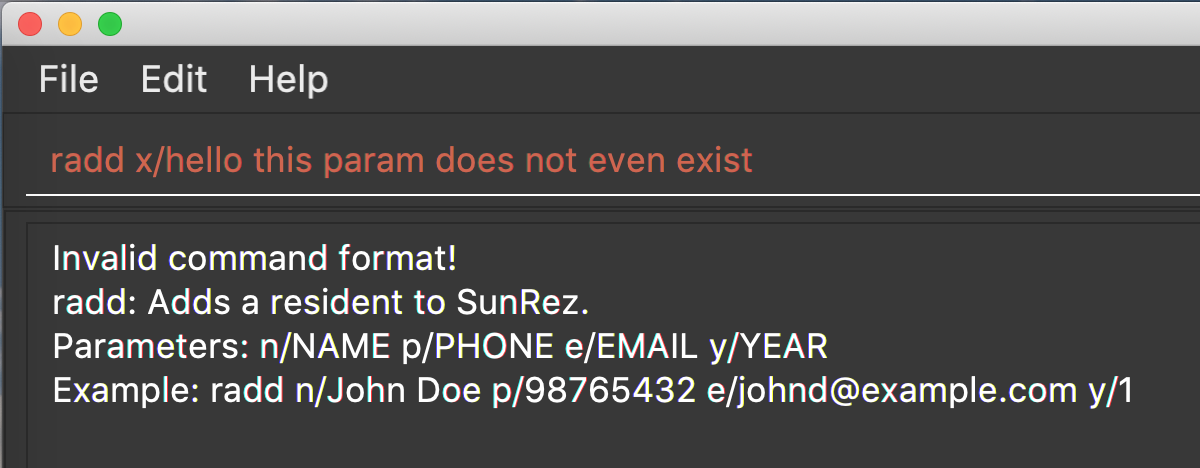 File Edit Help
radd x/hello this param does not even exist
Invalid command format!
radd: Adds a resident to SunRez.
Parameters: n/NAME p/PHONE e/EMAIL y/YEAR
Example: radd n/John Doe p/98765432 e/johnd@example.com y/1